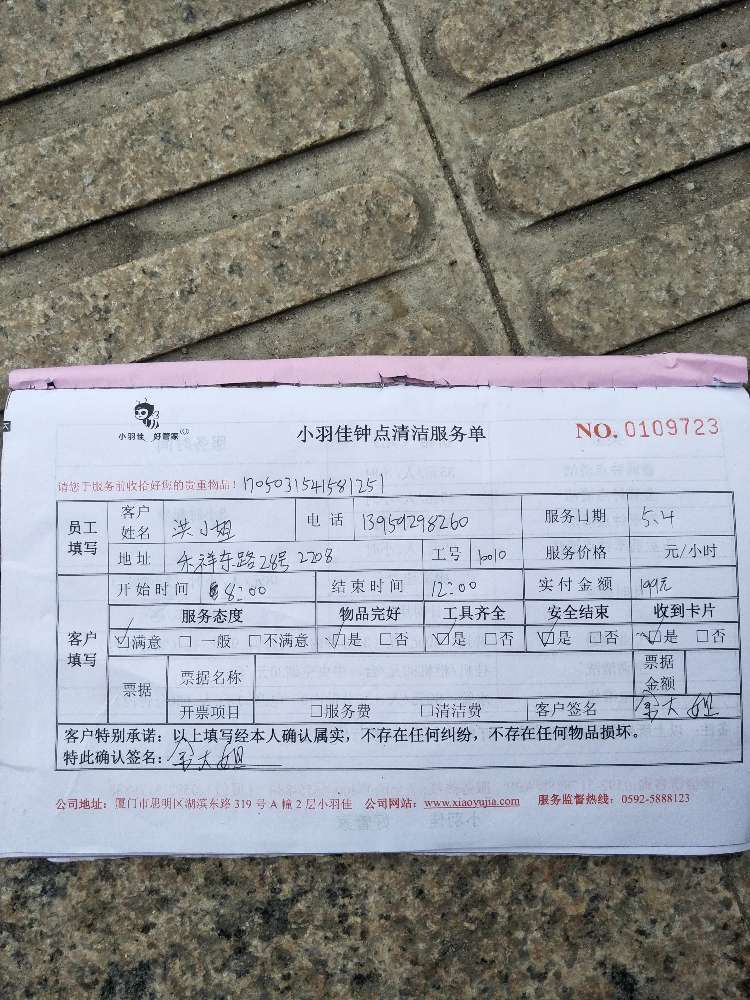 小羽佳 好管家
小羽佳钟点清洁服务单
NO. 0109723
请您于服务前收拾好您的贵重物品！ 170503154158125 1
员工填写 客户姓名 洪小姐 电话 13959298260 服务日期 5.4
地址 禾祥东路28号 2708 工号 10010 服务价格 元/小时
客户填写 开始时间 8:00 结束时间 12:00 实付金额 199元
服务态度 物品完好 工具齐全 安全结束 收到卡片
☑满意 □一般 □不满意 ☑是 □否 ☑是 □否 ☑是 □否 ☑是 □否
票据 票据名称 票据金额
开票项目 □服务费 □清洁费 客户签名 金大姐
客户特别承诺：以上填写经本人确认属实，不存在任何纠纷，不存在任何物品损坏。
特此确认签名：金大姐
公司地址：厦门市思明区湖滨东路 319 号 A 幢 2 层小羽佳 公司网站：www.xiaoyujia.com 服务监督热线：0592-5888123